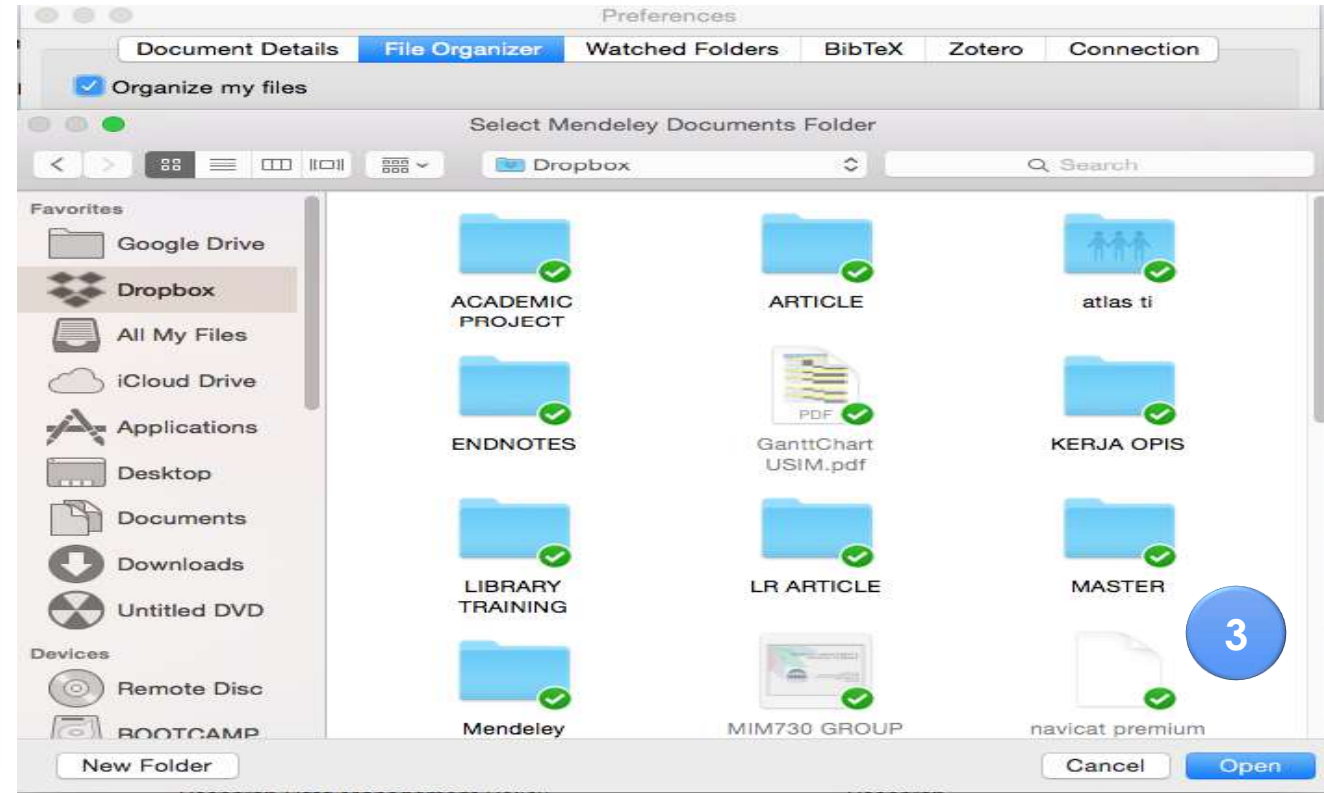 Preferences
Document Details File Organizer Watched Folders BibTeX Zotero Connection
Organize my files
Select Mendeley Documents Folder
Dropbox
Search
Favorites
Google Drive
Dropbox
All My Files
iCloud Drive
Applications
Desktop
Documents
Downloads
Untitled DVD
Devices
Remote Disc
BOOTCAMP
ACADEMIC
PROJECT
ARTICLE
atlas ti
ENDNOTES
PDF
GanttChart
USIM.pdf
KERJA OPIS
LIBRARY
TRAINING
LR ARTICLE
MASTER
3
Mendeley
MIM730 GROUP
navicat premium
New Folder
Cancel
Open